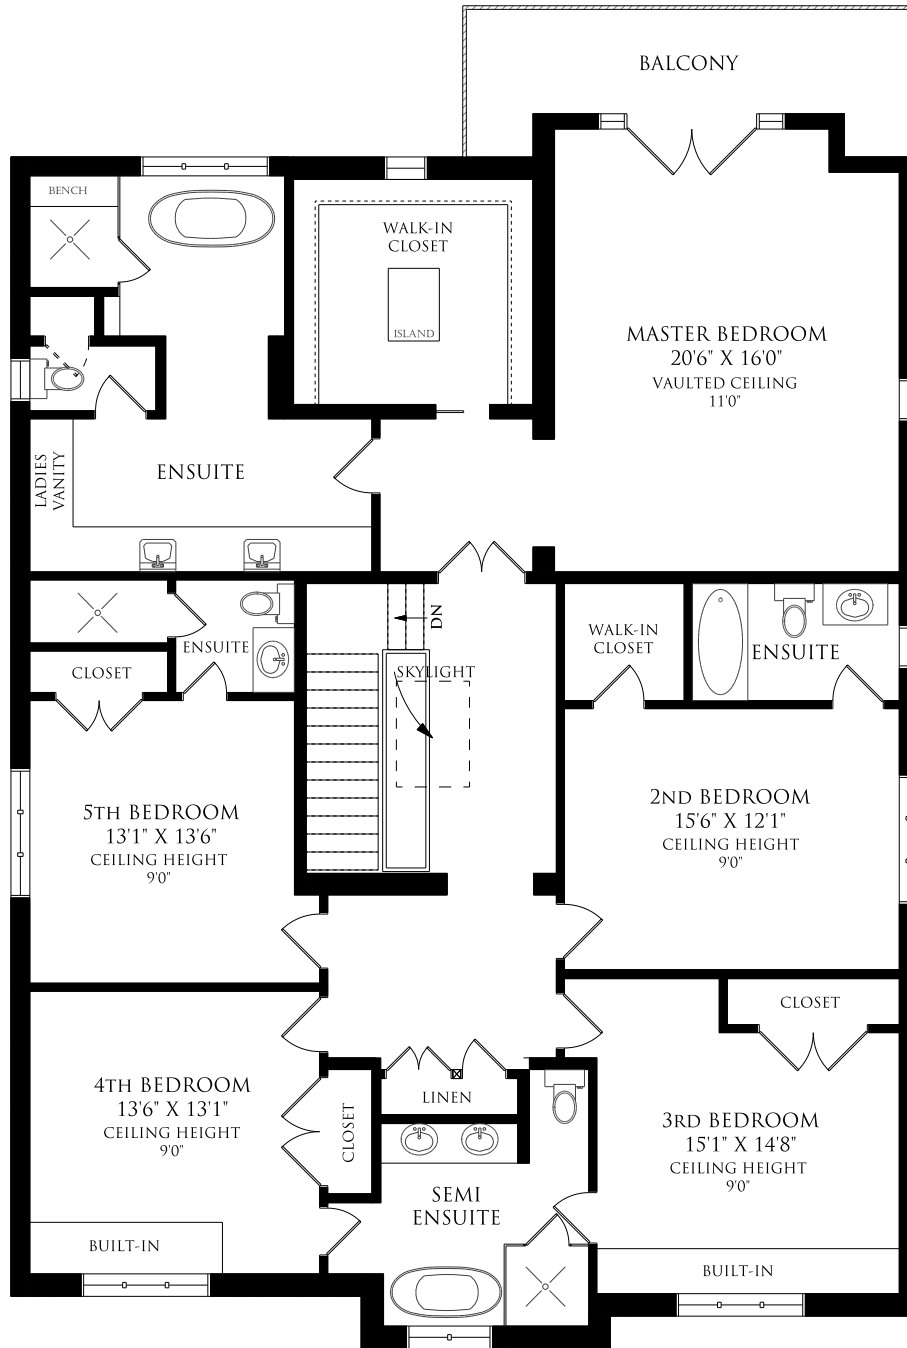 BALCONY
BENCH
WALK-IN
CLOSET
ISLAND
MASTER BEDROOM
20'6" X 16'0"
VAULTED CEILING
11'0"
LADIES
VANITY
ENSUITE
DN
ENSUITE
CLOSET
SKYLIGHT
WALK-IN
CLOSET
ENSUITE
5TH BEDROOM
13'1" X 13'6"
CEILING HEIGHT
9'0"
2ND BEDROOM
15'6" X 12'1"
CEILING HEIGHT
9'0"
CLOSET
4TH BEDROOM
13'6" X 13'1"
CEILING HEIGHT
9'0"
CLOSET
LINEN
3RD BEDROOM
15'1" X 14'8"
CEILING HEIGHT
9'0"
SEMI
ENSUITE
BUILT-IN
BUILT-IN